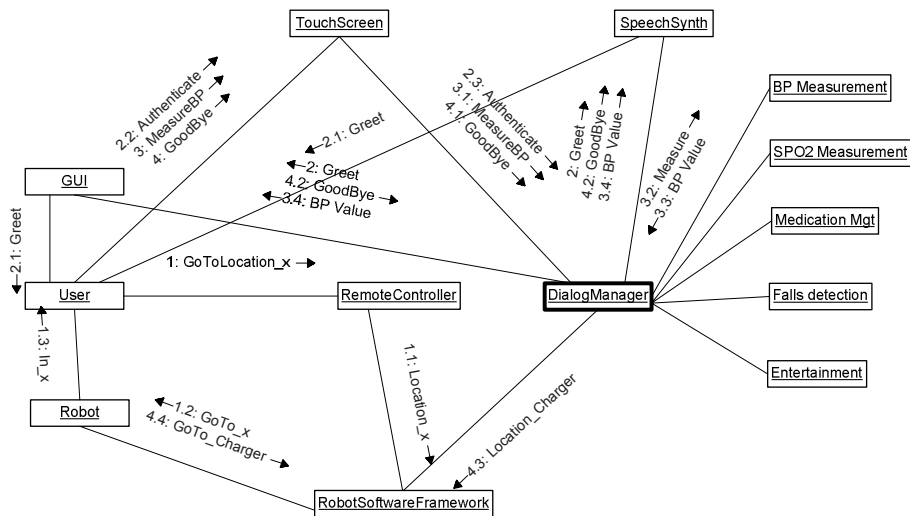 TouchScreen
SpeechSynth
BP Measurement
SPO2 Measurement
Medication Mgt
Falls detection
Entertainment
GUI
User
Robot
RemoteController
DialogManager
RobotSoftwareFramework
2.2: Authenticate
3: MeasureBP
4: GoodBye
2.1: Greet
2: Greet
4.2: GoodBye
3.4: BP Value
2.3: Authenticate
3.1: MeasureBP
4.1: GoodBye
2: Greet
4.2: GoodBye
3.4: BP Value
3.2: Measure
3.3: BP Value
2.1: Greet
1: GoToLocation_x
1.3: In_x
1.2: GoTo_x
4.4: GoTo_Charger
1.1: Location_x
4.3: Location_Charger